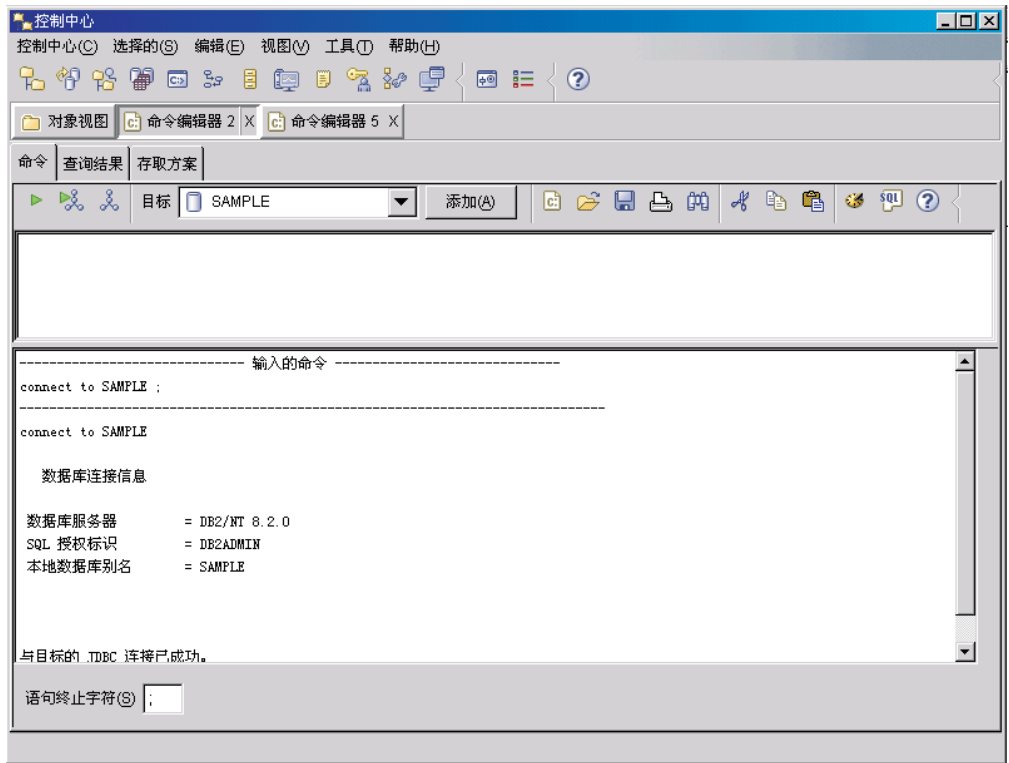 控制中心
控制中心(C) 选择的(S) 编辑(E) 视图(V) 工具(T) 帮助(H)
对象视图 命令编辑器 2 X 命令编辑器 5 X
命令 查询结果 存取方案
目标 SAMPLE 添加(A)
------------------------------ 输入的命令 ------------------------------
connect to SAMPLE ;
------------------------------------------------------------------------------
connect to SAMPLE
数据库连接信息
数据库服务器 = DB2/NT 8.2.0
SQL 授权标识 = DB2ADMIN
本地数据库别名 = SAMPLE
与目标的 JDBC 连接已成功。
语句终止字符(S) ;